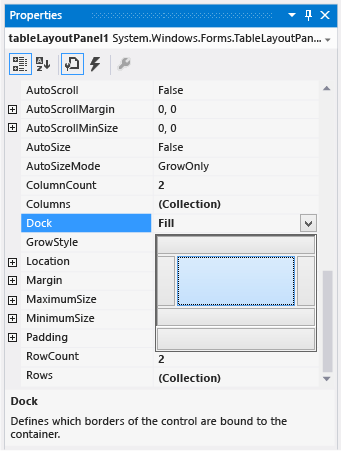 Properties
tableLayoutPanel1 System.Windows.Forms.TableLayoutPan...
AutoScroll False
AutoScrollMargin 0, 0
AutoScrollMinSize 0, 0
AutoSize False
AutoSizeMode GrowOnly
ColumnCount 2
Columns (Collection)
Dock Fill
GrowStyle
Location
Margin
MaximumSize
MinimumSize
Padding
RowCount 2
Rows (Collection)
Dock
Defines which borders of the control are bound to the
container.